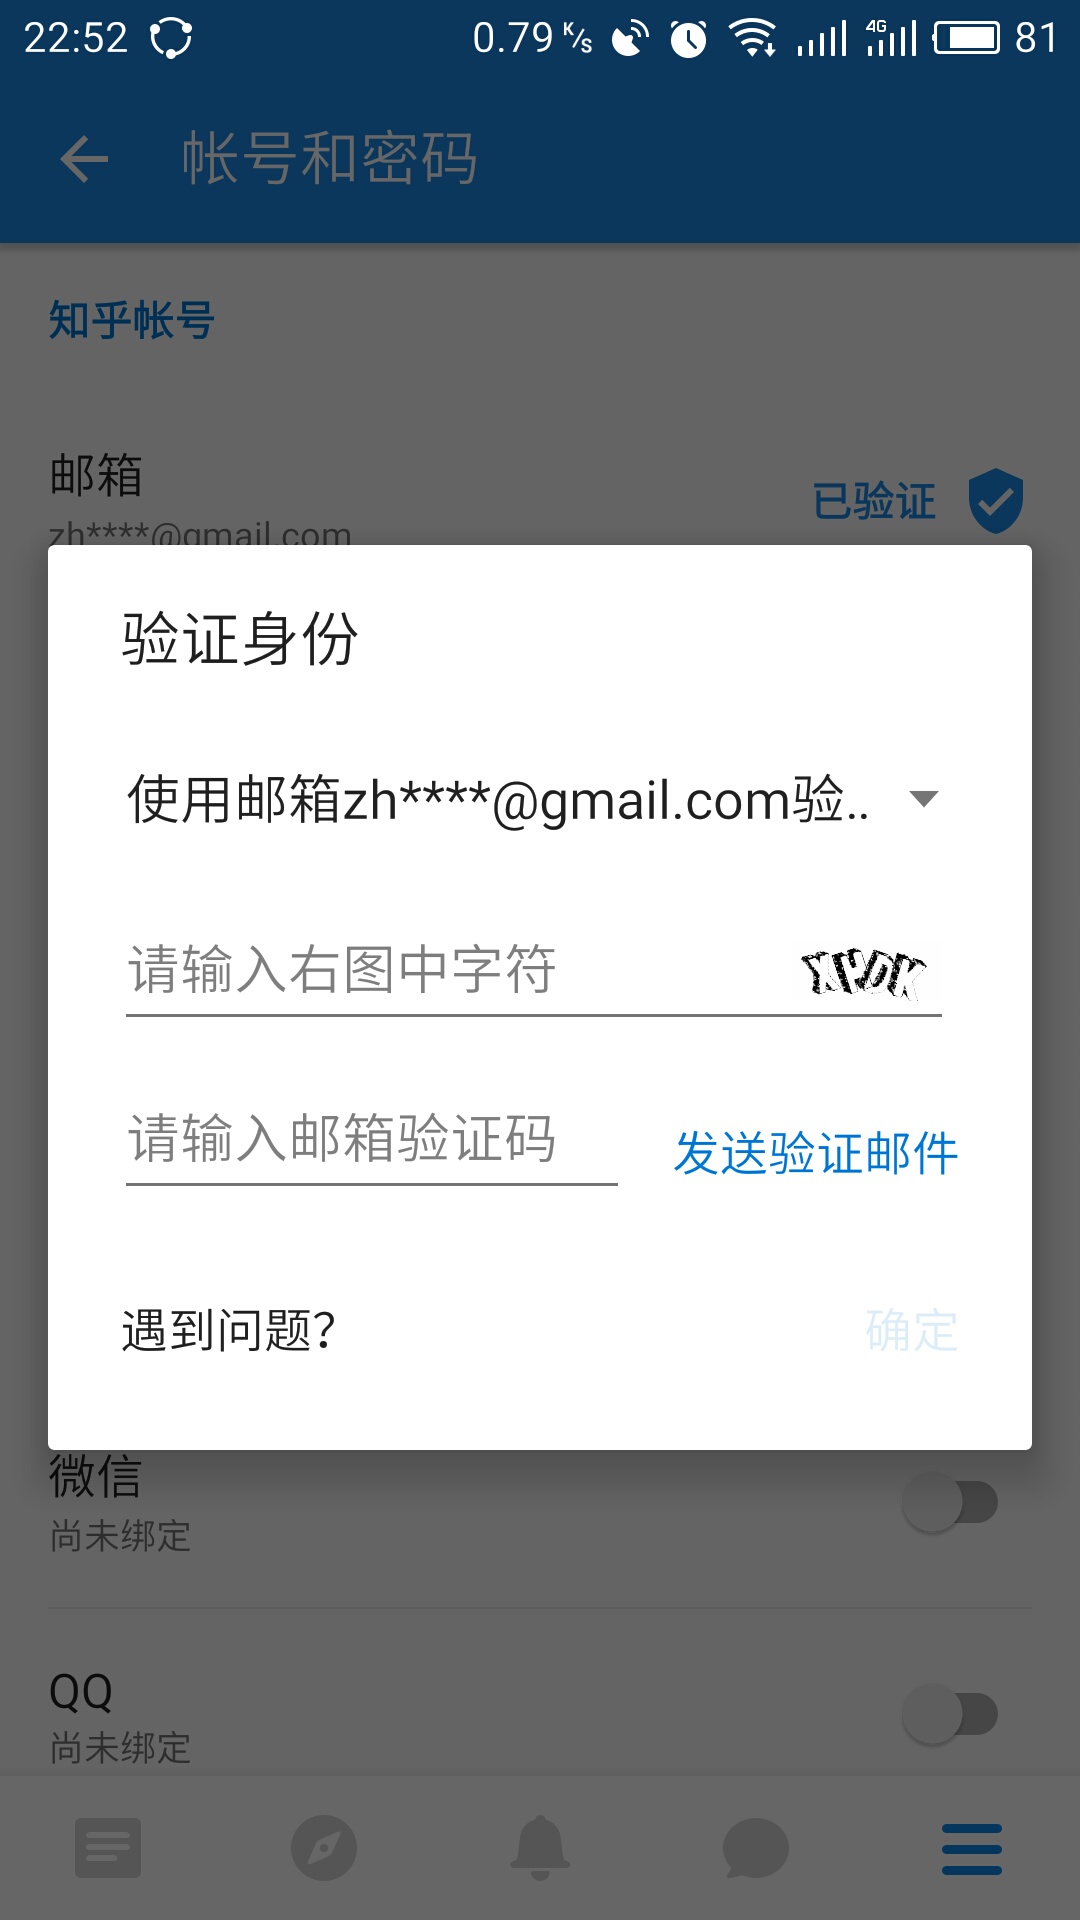 22:52
0.79 K/s
4G
81
帐号和密码
知乎帐号
邮箱
已验证
zh****@gmail.com
验证身份
使用邮箱zh****@gmail.com验..
请输入右图中字符
XHDK
请输入邮箱验证码
发送验证邮件
遇到问题?
确定
微信
尚未绑定
QQ
尚未绑定